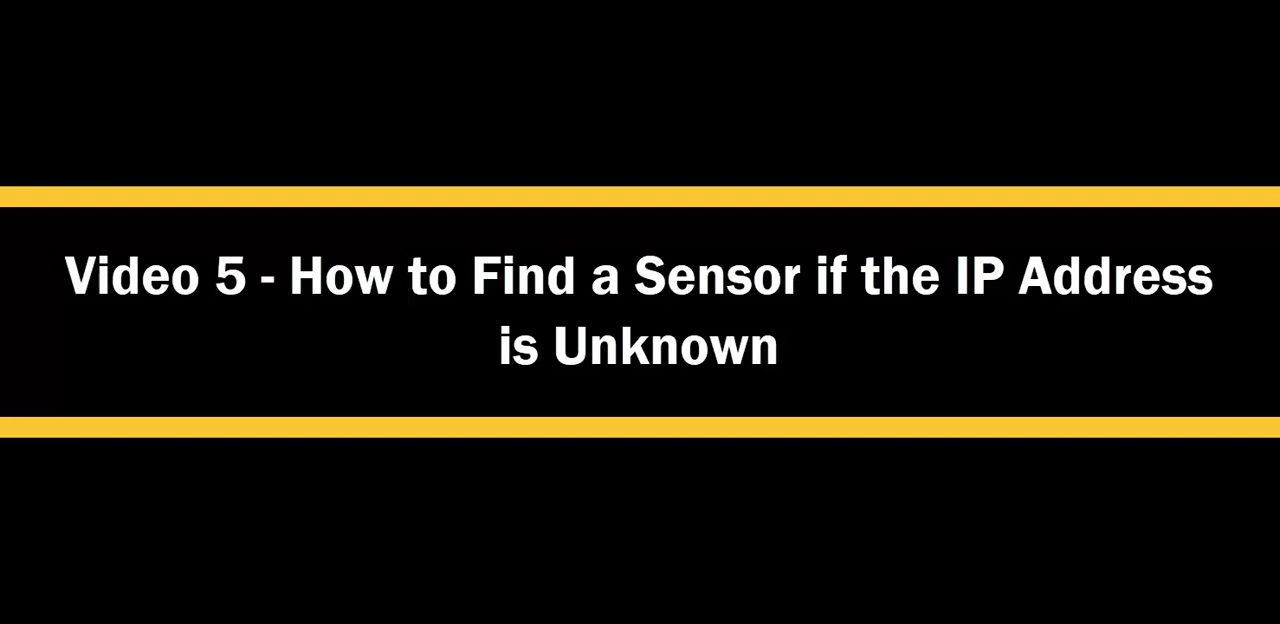 Video 5 - How to Find a Sensor if the IP Address
is Unknown